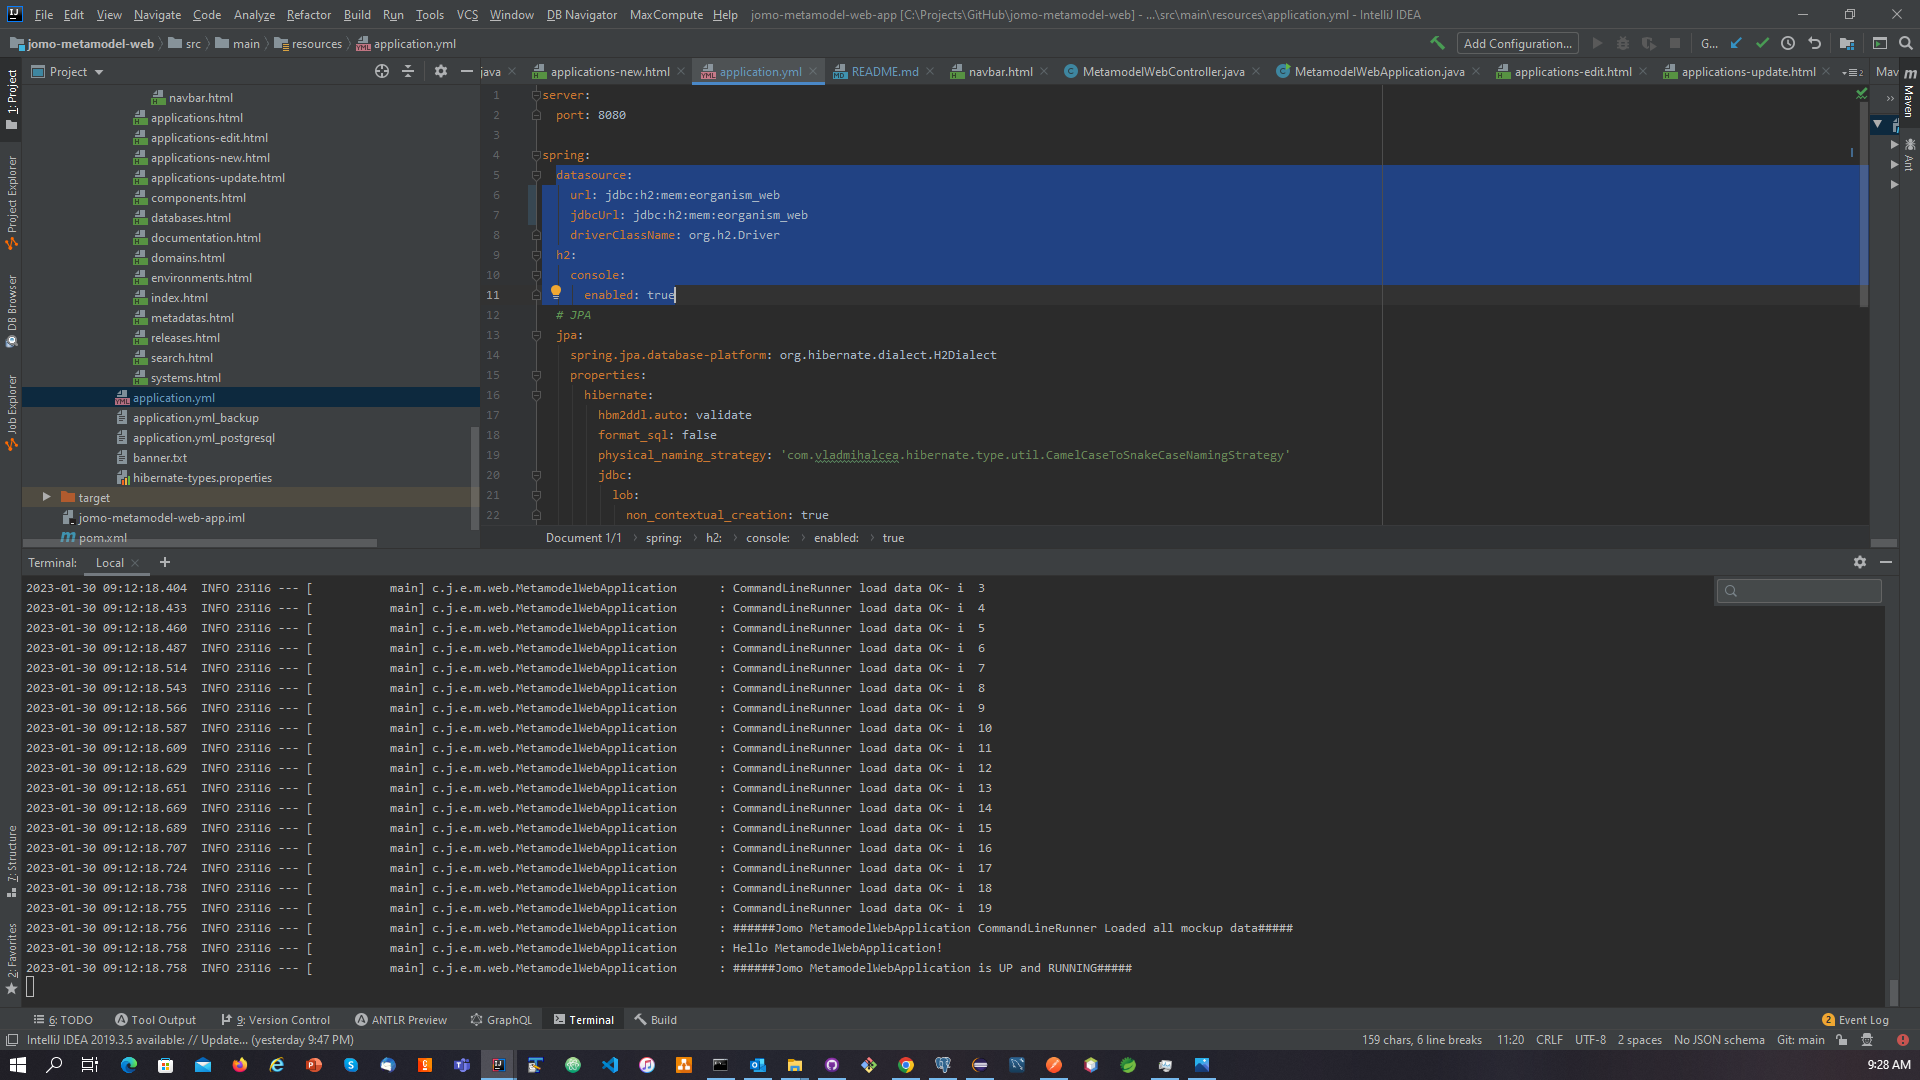 File Edit View Navigate Code Analyze Refactor Build Run Tools VCS Window DB Navigator MaxCompute Help jomo-metamodel-web-app [C:\Projects\GitHub\jomo-metamodel-web] - ...\src\main\resources\application.yml - IntelliJ IDEA
jomo-metamodel-web src main resources application.yml Add Configuration... G...
Project java applications-new.html application.yml README.md navbar.html MetamodelWebController.java MetamodelWebApplication.java applications-edit.html applications-update.html Mav
1: Project
Project Explorer
DB Browser
Job Explorer
7: Structure
2: Favorites
navbar.html
applications.html
applications-edit.html
applications-new.html
applications-update.html
components.html
databases.html
documentation.html
domains.html
environments.html
index.html
metadatas.html
releases.html
search.html
systems.html
application.yml
application.yml_backup
application.yml_postgresql
banner.txt
hibernate-types.properties
target
jomo-metamodel-web-app.iml
pom.xml
1 server:
2 port: 8080
3
4 spring:
5 datasource:
6 url: jdbc:h2:mem:eorganism_web
7 jdbcUrl: jdbc:h2:mem:eorganism_web
8 driverClassName: org.h2.Driver
9 h2:
10 console:
11 enabled: true
12 # JPA
13 jpa:
14 spring.jpa.database-platform: org.hibernate.dialect.H2Dialect
15 properties:
16 hibernate:
17 hbm2ddl.auto: validate
18 format_sql: false
19 physical_naming_strategy: 'com.vladmihalcea.hibernate.type.util.CamelCaseToSnakeCaseNamingStrategy'
20 jdbc:
21 lob:
22 non_contextual_creation: true
Document 1/1 spring: h2: console: enabled: true
Maven
Ant
Terminal: Local +
2023-01-30 09:12:18.404 INFO 23116 --- [ main] c.j.e.m.web.MetamodelWebApplication : CommandLineRunner load data OK- i 3
2023-01-30 09:12:18.433 INFO 23116 --- [ main] c.j.e.m.web.MetamodelWebApplication : CommandLineRunner load data OK- i 4
2023-01-30 09:12:18.460 INFO 23116 --- [ main] c.j.e.m.web.MetamodelWebApplication : CommandLineRunner load data OK- i 5
2023-01-30 09:12:18.487 INFO 23116 --- [ main] c.j.e.m.web.MetamodelWebApplication : CommandLineRunner load data OK- i 6
2023-01-30 09:12:18.514 INFO 23116 --- [ main] c.j.e.m.web.MetamodelWebApplication : CommandLineRunner load data OK- i 7
2023-01-30 09:12:18.543 INFO 23116 --- [ main] c.j.e.m.web.MetamodelWebApplication : CommandLineRunner load data OK- i 8
2023-01-30 09:12:18.566 INFO 23116 --- [ main] c.j.e.m.web.MetamodelWebApplication : CommandLineRunner load data OK- i 9
2023-01-30 09:12:18.587 INFO 23116 --- [ main] c.j.e.m.web.MetamodelWebApplication : CommandLineRunner load data OK- i 10
2023-01-30 09:12:18.609 INFO 23116 --- [ main] c.j.e.m.web.MetamodelWebApplication : CommandLineRunner load data OK- i 11
2023-01-30 09:12:18.629 INFO 23116 --- [ main] c.j.e.m.web.MetamodelWebApplication : CommandLineRunner load data OK- i 12
2023-01-30 09:12:18.651 INFO 23116 --- [ main] c.j.e.m.web.MetamodelWebApplication : CommandLineRunner load data OK- i 13
2023-01-30 09:12:18.669 INFO 23116 --- [ main] c.j.e.m.web.MetamodelWebApplication : CommandLineRunner load data OK- i 14
2023-01-30 09:12:18.689 INFO 23116 --- [ main] c.j.e.m.web.MetamodelWebApplication : CommandLineRunner load data OK- i 15
2023-01-30 09:12:18.707 INFO 23116 --- [ main] c.j.e.m.web.MetamodelWebApplication : CommandLineRunner load data OK- i 16
2023-01-30 09:12:18.724 INFO 23116 --- [ main] c.j.e.m.web.MetamodelWebApplication : CommandLineRunner load data OK- i 17
2023-01-30 09:12:18.738 INFO 23116 --- [ main] c.j.e.m.web.MetamodelWebApplication : CommandLineRunner load data OK- i 18
2023-01-30 09:12:18.755 INFO 23116 --- [ main] c.j.e.m.web.MetamodelWebApplication : CommandLineRunner load data OK- i 19
2023-01-30 09:12:18.756 INFO 23116 --- [ main] c.j.e.m.web.MetamodelWebApplication : ######Jomo MetamodelWebApplication CommandLineRunner Loaded all mockup data#####
2023-01-30 09:12:18.758 INFO 23116 --- [ main] c.j.e.m.web.MetamodelWebApplication : Hello MetamodelWebApplication!
2023-01-30 09:12:18.758 INFO 23116 --- [ main] c.j.e.m.web.MetamodelWebApplication : ######Jomo MetamodelWebApplication is UP and RUNNING#####
6: TODO Tool Output 9: Version Control ANTLR Preview GraphQL Terminal Build 2 Event Log
IntelliJ IDEA 2019.3.5 available: // Update... (yesterday 9:47 PM) 159 chars, 6 line breaks 11:20 CRLF UTF-8 2 spaces No JSON schema Git: main
9:28 AM